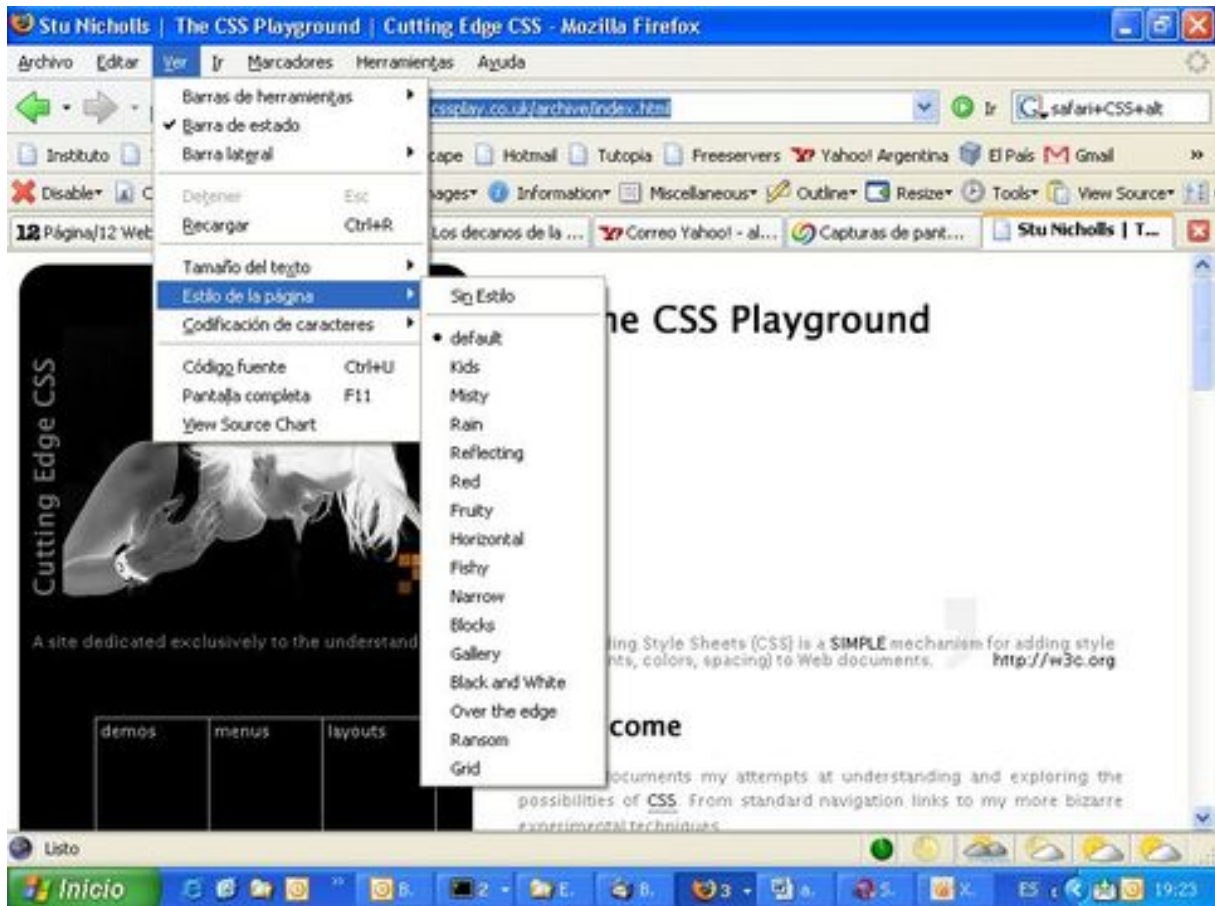 Stu Nicholls | The CSS Playground | Cutting Edge CSS - Mozilla Firefox
Archivo Editar Ver Ir Marcadores Herramientas Ayuda
cssplay.co.uk/archive/index.html Ir safari+CSS+alt
Instituto cape Hotmail Tutopia Freeservers Yahoo! Argentina El País Gmail »
Disable C ages Information Miscellaneous Outline Resize Tools View Source
12 Página/12 Web Los decanos de la ... Correo Yahoo! - al... Capturas de pant... Stu Nicholls | T...
Barras de herramientas
Barra de estado
Barra lateral
Detener Esc
Recargar Ctrl+R
Tamaño del texto
Estilo de la página
Codificación de caracteres
Código fuente Ctrl+U
Pantalla completa F11
View Source Chart
Sin Estilo
default
Kids
Misty
Rain
Reflecting
Red
Fruity
Horizontal
Fishy
Narrow
Blocks
Gallery
Black and White
Over the edge
Ransom
Grid
Cutting Edge CSS
A site dedicated exclusively to the understand
demos menus layouts
he CSS Playground
ding Style Sheets (CSS) is a SIMPLE mechanism for adding style
nts, colors, spacing) to Web documents. http://w3c.org
come
ocuments my attempts at understanding and exploring the
possibilities of CSS. From standard navigation links to my more bizarre
experimental techniques
Listo
Inicio » B. 2 E. B. 3 a. S. X. ES 19:23